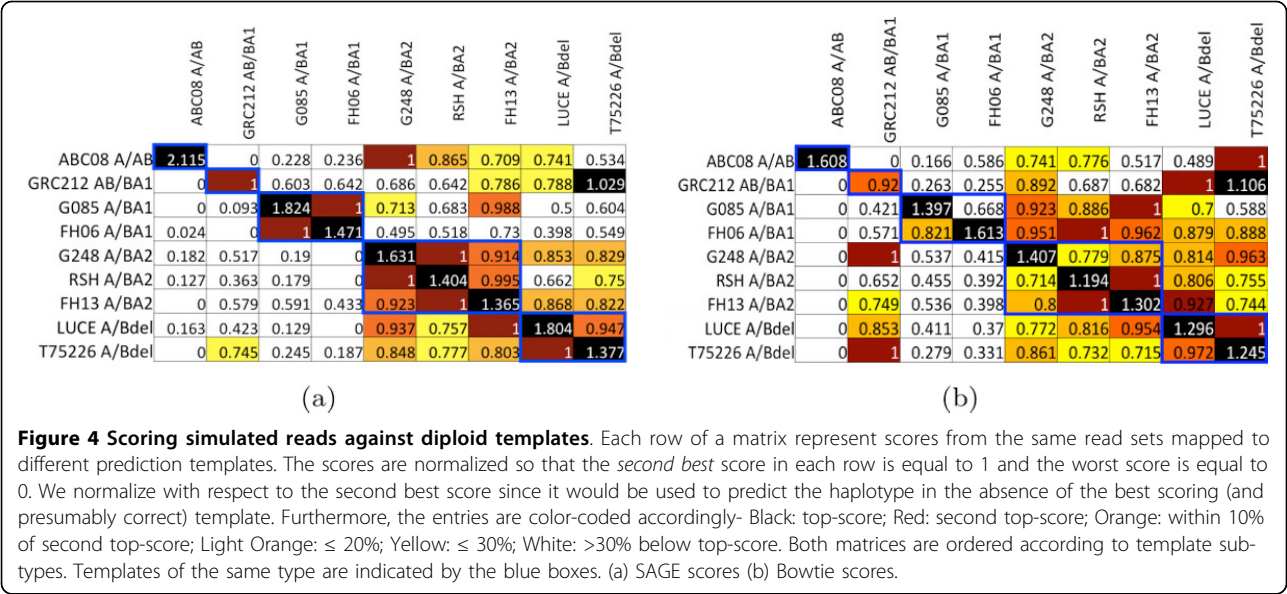 ABC08 A/AB GRC212 AB/BA1 G085 A/BA1 FH06 A/BA1 G248 A/BA2 RSH A/BA2 FH13 A/BA2 LUCE A/Bdel T75226 A/Bdel
ABC08 A/AB 2.115 0 0.228 0.236 1 0.865 0.709 0.741 0.534
GRC212 AB/BA1 0 1 0.603 0.642 0.686 0.642 0.786 0.788 1.029
G085 A/BA1 0 0.093 1.824 1 0.713 0.683 0.988 0.5 0.604
FH06 A/BA1 0.024 0 1 1.471 0.495 0.518 0.73 0.398 0.549
G248 A/BA2 0.182 0.517 0.19 0 1.631 1 0.914 0.853 0.829
RSH A/BA2 0.127 0.363 0.179 0 1 1.404 0.995 0.662 0.75
FH13 A/BA2 0 0.579 0.591 0.433 0.923 1 1.365 0.868 0.822
LUCE A/Bdel 0.163 0.423 0.129 0 0.937 0.757 1 1.804 0.947
T75226 A/Bdel 0 0.745 0.245 0.187 0.848 0.777 0.803 1 1.377
(a)
ABC08 A/AB GRC212 AB/BA1 G085 A/BA1 FH06 A/BA1 G248 A/BA2 RSH A/BA2 FH13 A/BA2 LUCE A/Bdel T75226 A/Bdel
ABC08 A/AB 1.608 0 0.166 0.586 0.741 0.776 0.517 0.489 1
GRC212 AB/BA1 0 0.92 0.263 0.255 0.892 0.687 0.682 1 1.106
G085 A/BA1 0 0.421 1.397 0.668 0.923 0.886 1 0.7 0.588
FH06 A/BA1 0 0.571 0.821 1.613 0.951 1 0.962 0.879 0.888
G248 A/BA2 0 1 0.537 0.415 1.407 0.779 0.875 0.814 0.963
RSH A/BA2 0 0.652 0.455 0.392 0.714 1.194 1 0.806 0.755
FH13 A/BA2 0 0.749 0.536 0.398 0.8 1 1.302 0.927 0.744
LUCE A/Bdel 0 0.853 0.411 0.37 0.772 0.816 0.954 1.296 1
T75226 A/Bdel 0 1 0.279 0.331 0.861 0.732 0.715 0.972 1.245
(b)
Figure 4 Scoring simulated reads against diploid templates. Each row of a matrix represent scores from the same read sets mapped to
different prediction templates. The scores are normalized so that the second best score in each row is equal to 1 and the worst score is equal to
0. We normalize with respect to the second best score since it would be used to predict the haplotype in the absence of the best scoring (and
presumably correct) template. Furthermore, the entries are color-coded accordingly- Black: top-score; Red: second top-score; Orange: within 10%
of second top-score; Light Orange: ≤ 20%; Yellow: ≤ 30%; White: >30% below top-score. Both matrices are ordered according to template sub-
types. Templates of the same type are indicated by the blue boxes. (a) SAGE scores (b) Bowtie scores.